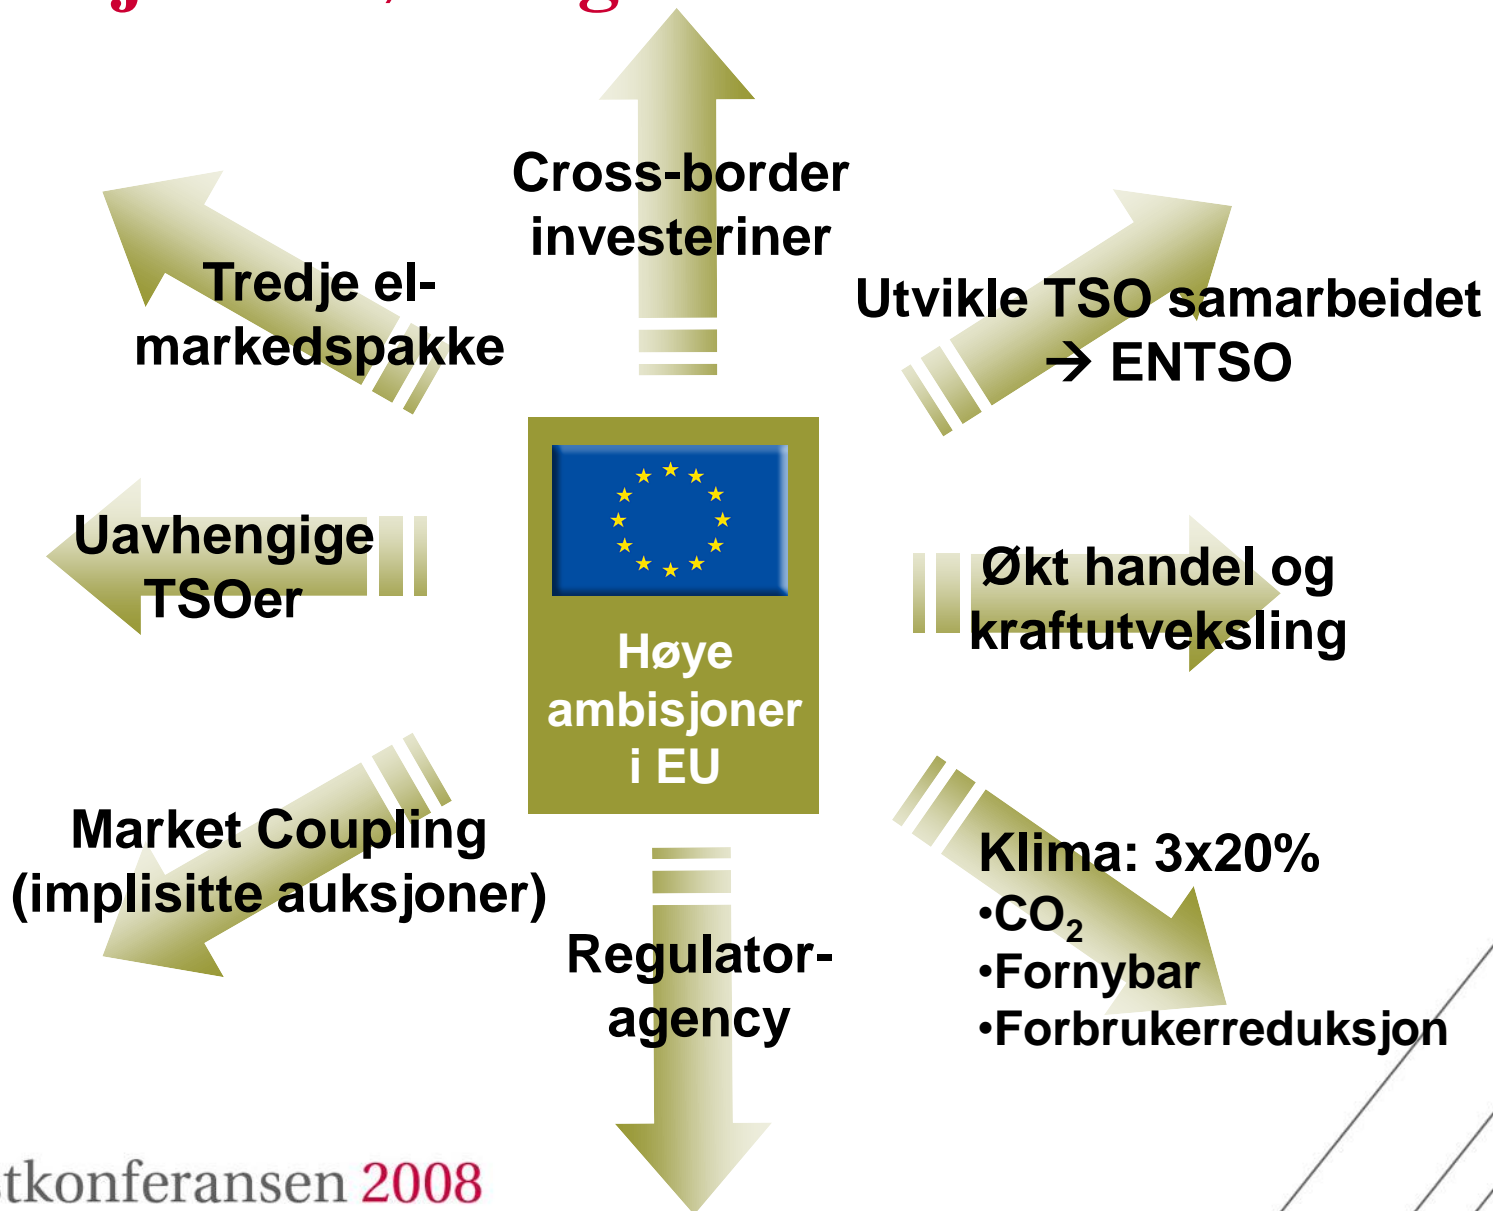 Cross-border
investeriner
Tredje el-
markedspakke
Utvikle TSO samarbeidet
→ ENTSO
Uavhengige
TSOer
Høye
ambisjoner
i EU
Økt handel og
kraftutveksling
Market Coupling
(implisitte auksjoner)
Regulator-
agency
Klima: 3x20%
•CO₂
•Fornybar
•Forbrukerreduksjon
tkonferansen 2008